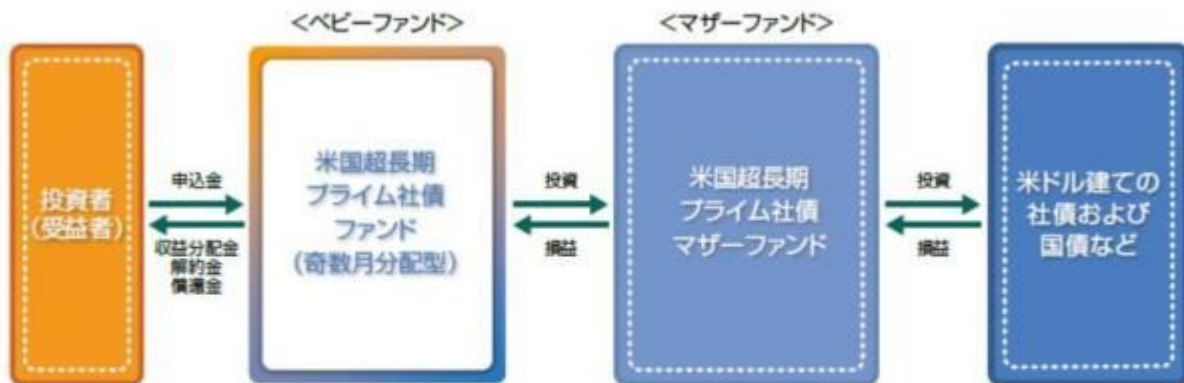 <ベビーファンド>
<マザーファンド>
投資者
(受益者)
申込金
収益分配金
解約金
償還金
米国超長期
プライム社債
ファンド
(奇数月分配型)
投資
損益
米国超長期
プライム社債
マザーファンド
投資
損益
米ドル建ての
社債および
国債など